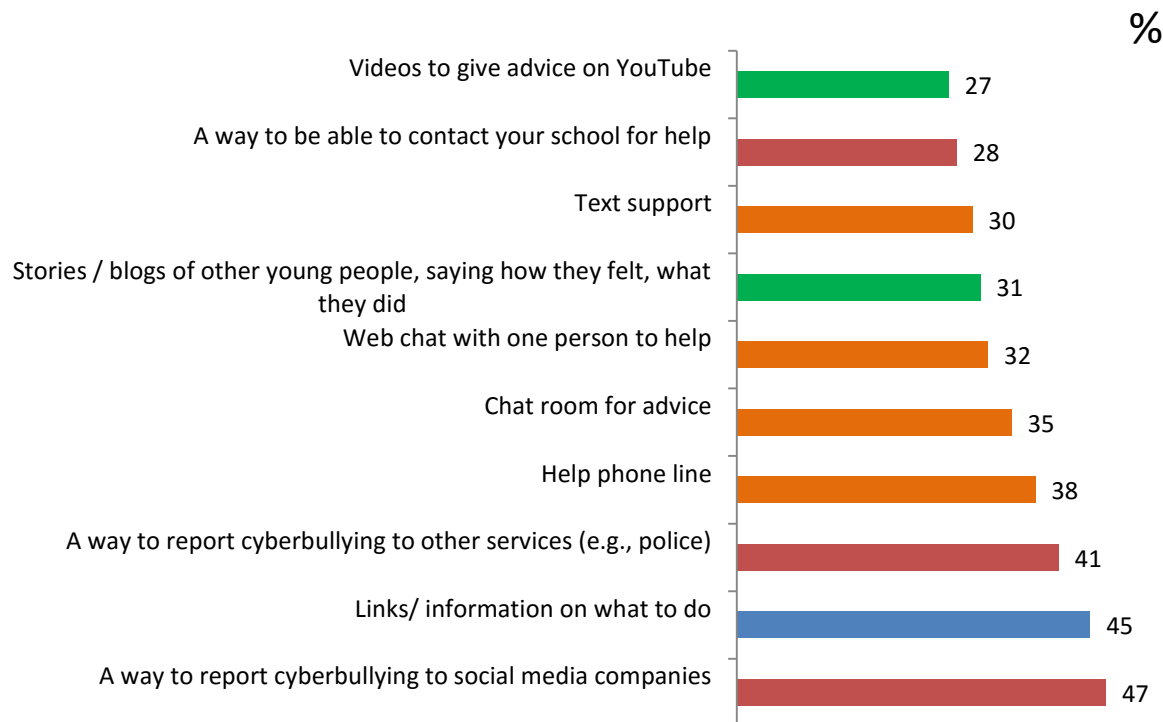 %
Videos to give advice on YouTube
27
A way to be able to contact your school for help
28
Text support
30
Stories / blogs of other young people, saying how they felt, what
they did
31
Web chat with one person to help
32
Chat room for advice
35
Help phone line
38
A way to report cyberbullying to other services (e.g., police)
41
Links/ information on what to do
45
A way to report cyberbullying to social media companies
47